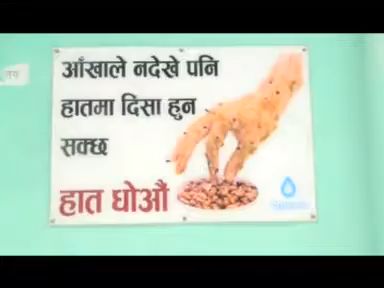 आँखाले नदेखे पनि
हातमा दिसा हुन
सक्छ
हात धोऔं